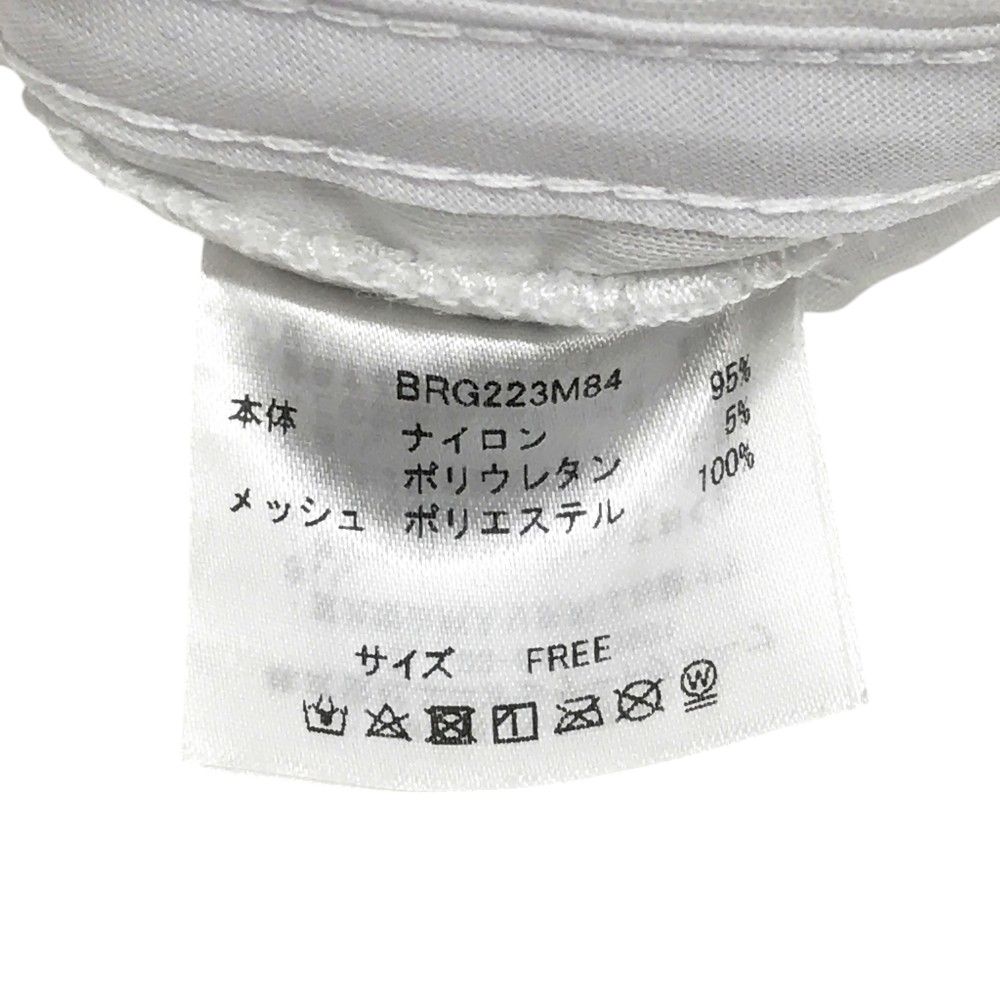 BRG223M84
本体 ナイロン 95%
ポリウレタン 5%
メッシュ ポリエステル 100%
サイズ FREE